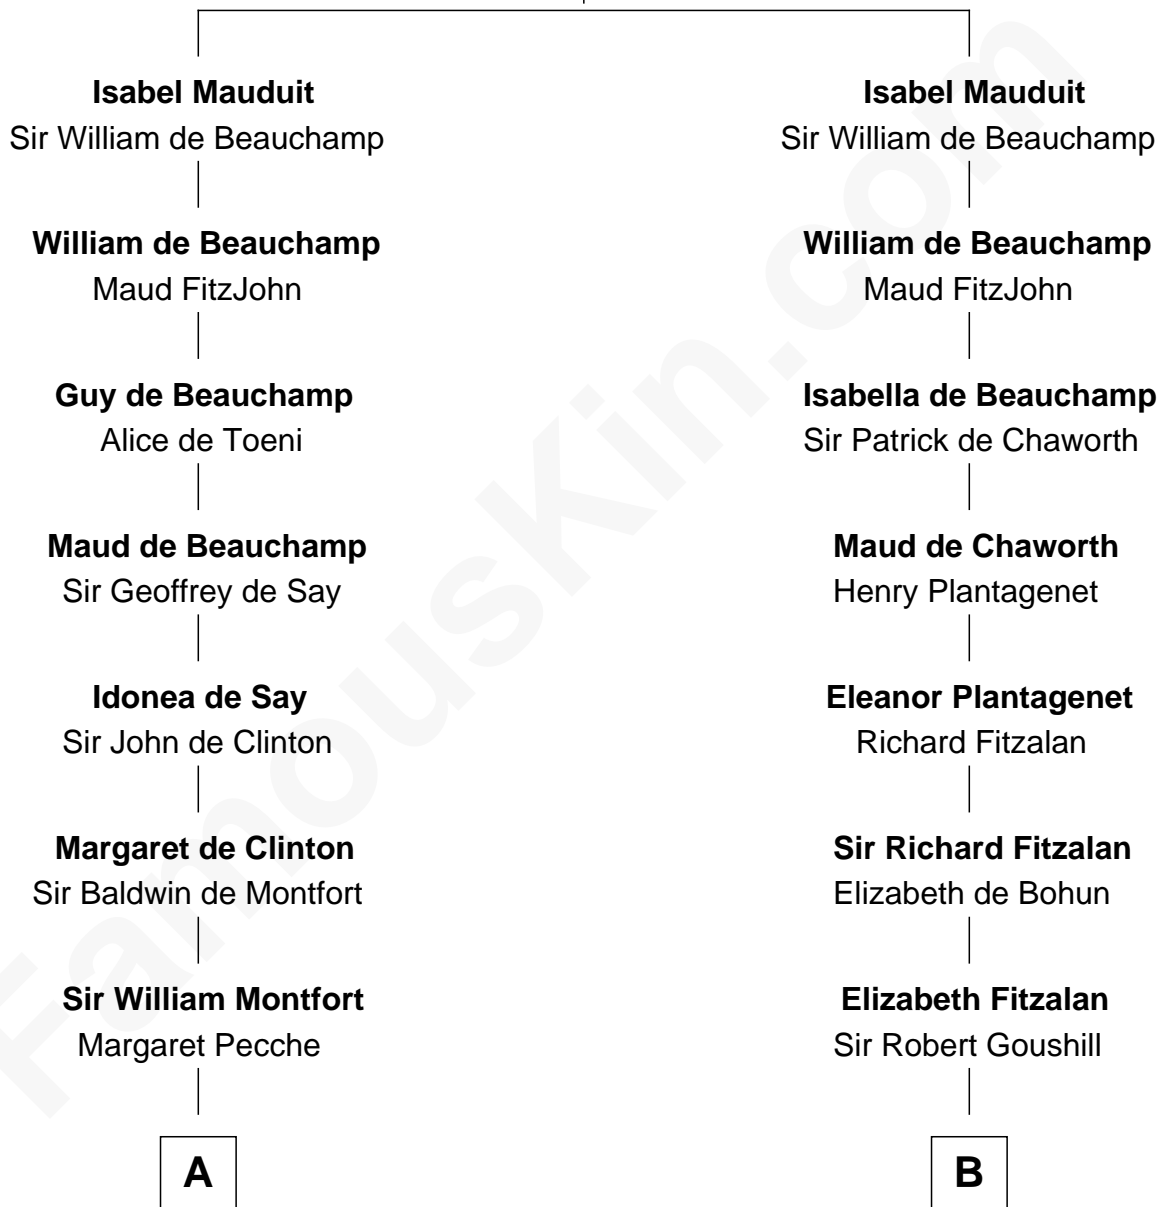 Isabel Mauduit
Sir William de Beauchamp
William de Beauchamp
Maud FitzJohn
Guy de Beauchamp
Alice de Toeni
Maud de Beauchamp
Sir Geoffrey de Say
Idonea de Say
Sir John de Clinton
Margaret de Clinton
Sir Baldwin de Montfort
Sir William Montfort
Margaret Pecche
A
Isabel Mauduit
Sir William de Beauchamp
William de Beauchamp
Maud FitzJohn
Isabella de Beauchamp
Sir Patrick de Chaworth
Maud de Chaworth
Henry Plantagenet
Eleanor Plantagenet
Richard Fitzalan
Sir Richard Fitzalan
Elizabeth de Bohun
Elizabeth Fitzalan
Sir Robert Goushill
B
FamousKin.com